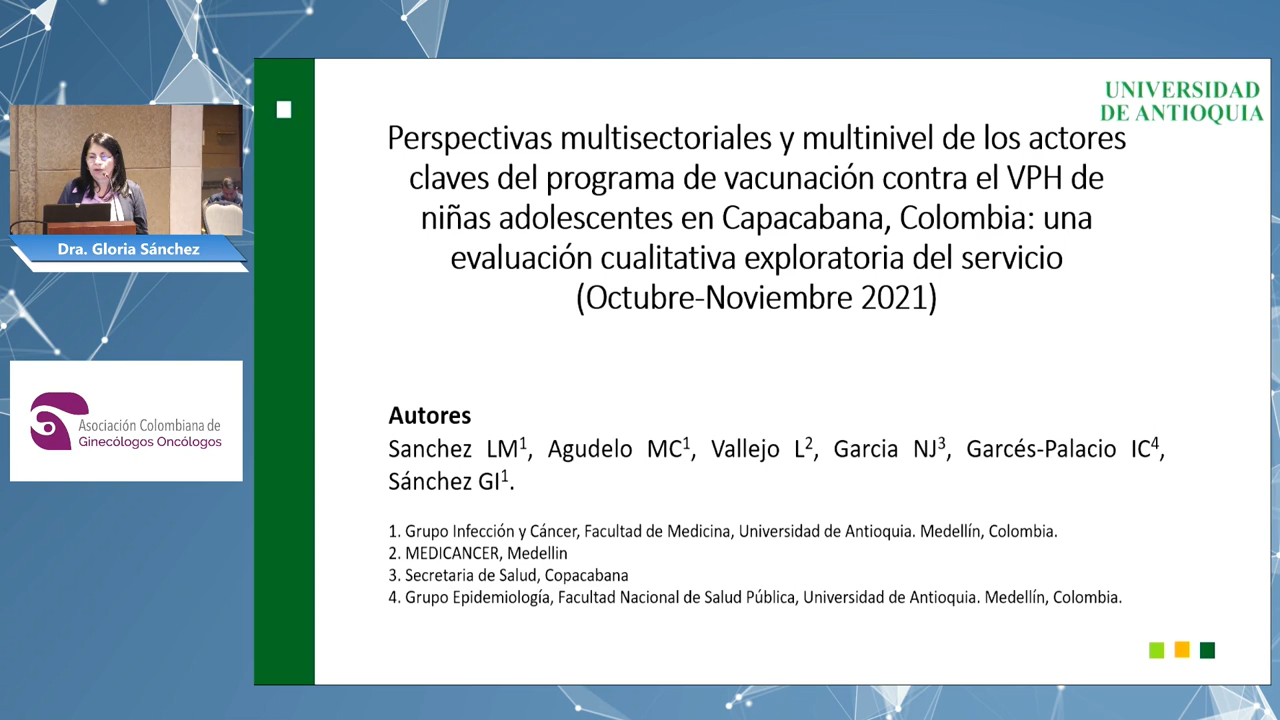 UNIVERSIDAD
DE ANTIOQUIA
Perspectivas multisectoriales y multinivel de los actores
claves del programa de vacunación contra el VPH de
niñas adolescentes en Capacabana, Colombia: una
evaluación cualitativa exploratoria del servicio
(Octubre-Noviembre 2021)
Dra. Gloria Sánchez
Asociación Colombiana de
Ginecólogos Oncólogos
Autores
Sanchez LM¹, Agudelo MC¹, Vallejo L², Garcia NJ³, Garcés-Palacio IC⁴,
Sánchez GI¹.
1. Grupo Infección y Cáncer, Facultad de Medicina, Universidad de Antioquia. Medellín, Colombia.
2. MEDICANCER, Medellin
3. Secretaria de Salud, Copacabana
4. Grupo Epidemiología, Facultad Nacional de Salud Pública, Universidad de Antioquia. Medellín, Colombia.